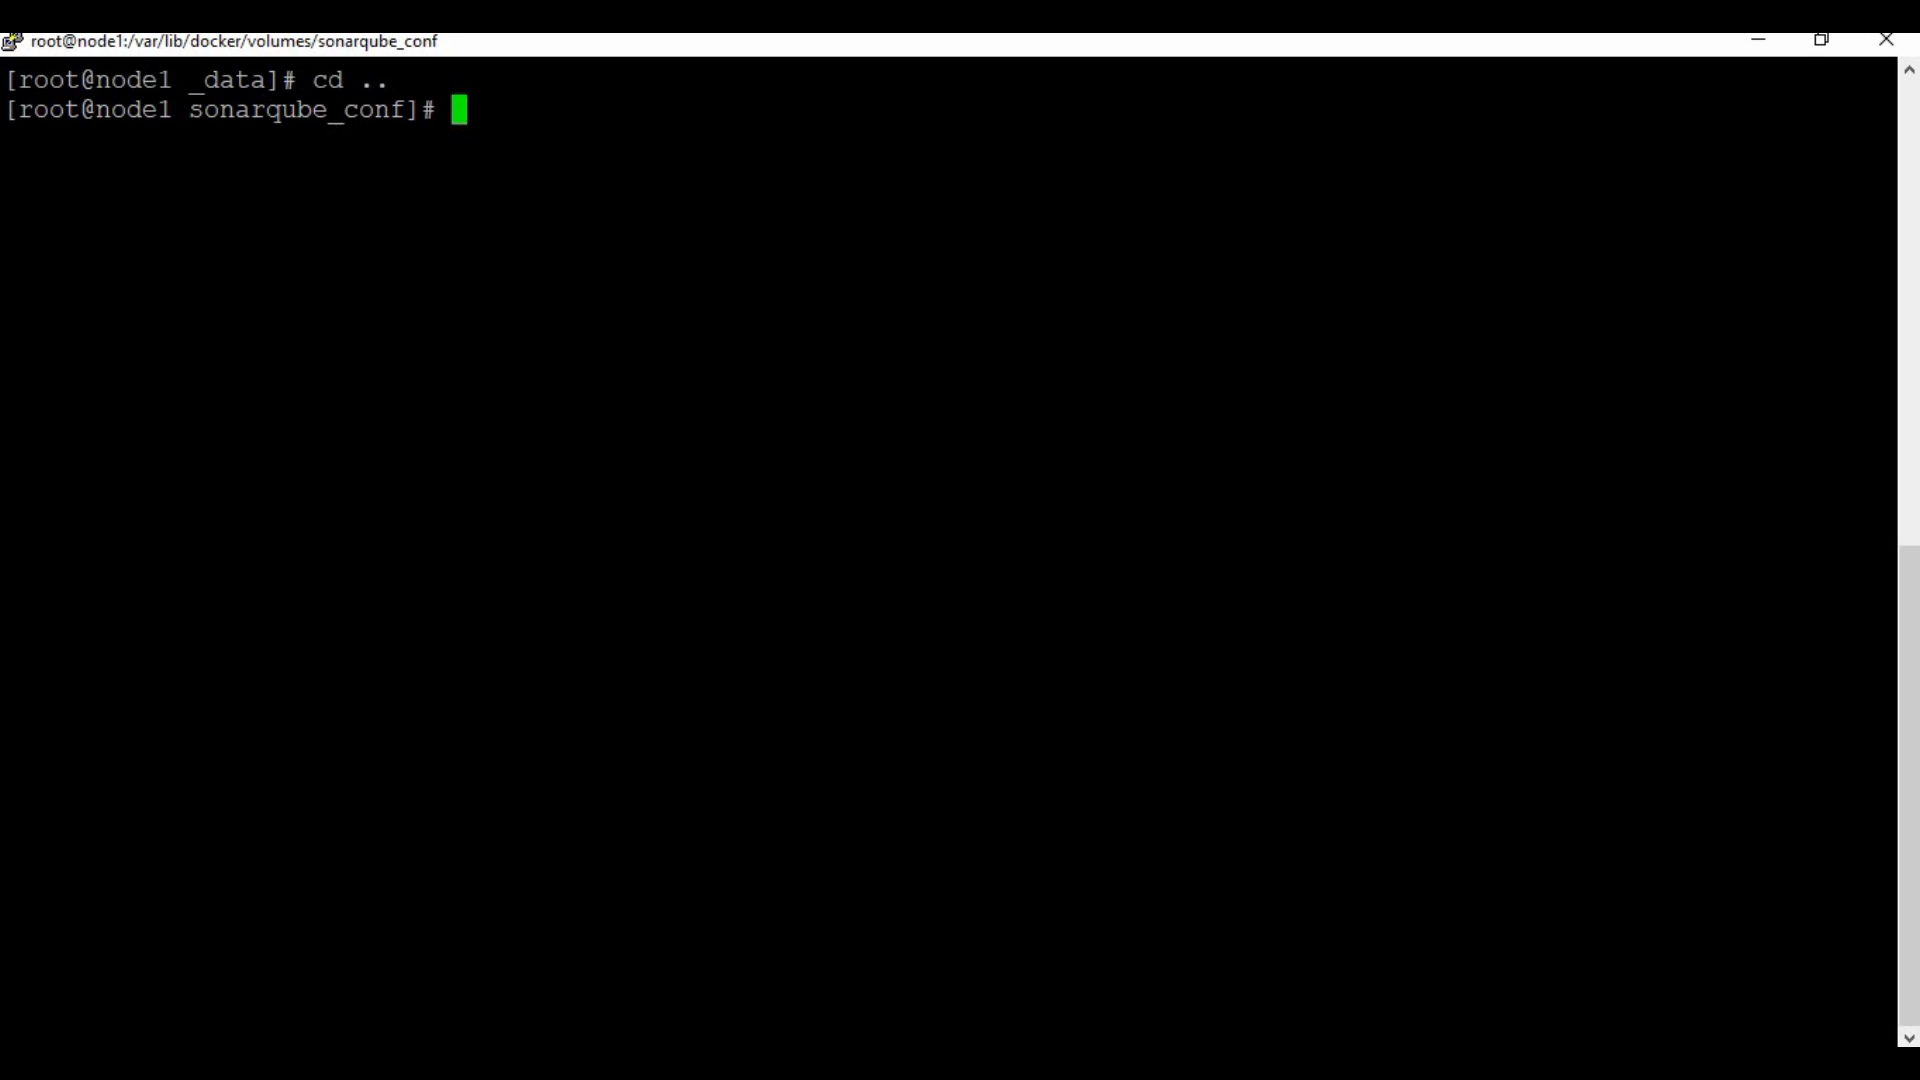 root@node1:/var/lib/docker/volumes/sonarqube_conf
[root@node1 _data]# cd ..
[root@node1 sonarqube_conf]#